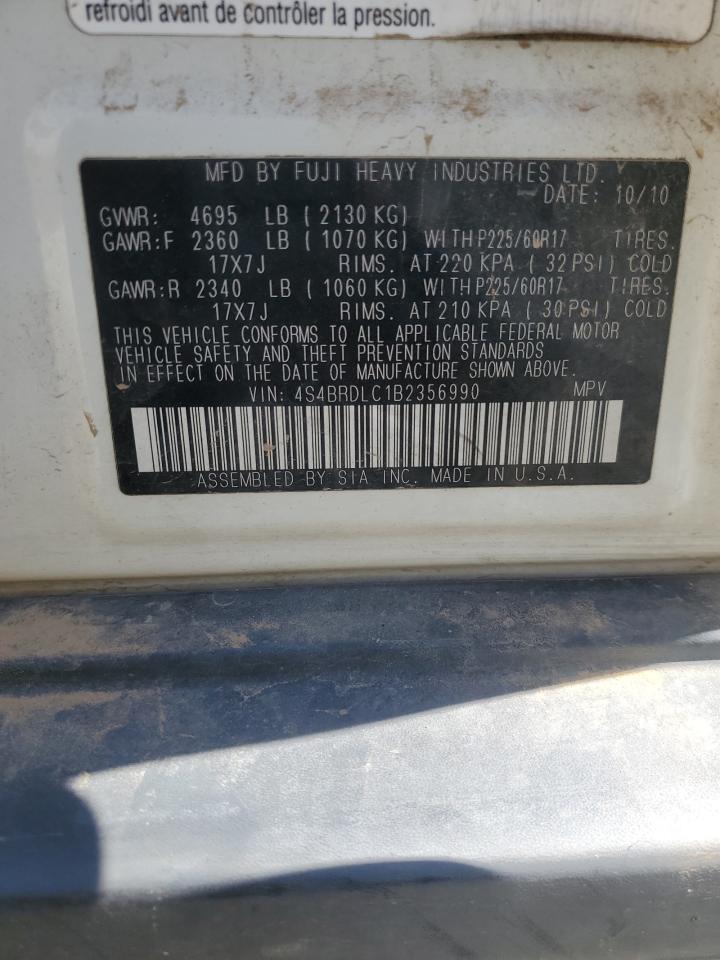 refroidi avant de contrôler la pression.
MFD BY FUJI HEAVY INDUSTRIES LTD.
DATE: 10/10
GVWR: 4695 LB ( 2130 KG)
GAWR:F 2360 LB ( 1070 KG) WITH P225/60R17 TIRES.
17X7J RIMS. AT 220 KPA ( 32 PSI) COLD
GAWR:R 2340 LB ( 1060 KG) WITH P225/60R17 TIRES.
17X7J RIMS. AT 210 KPA ( 30 PSI) COLD
THIS VEHICLE CONFORMS TO ALL APPLICABLE FEDERAL MOTOR
VEHICLE SAFETY AND THEFT PREVENTION STANDARDS
IN EFFECT ON THE DATE OF MANUFACTURE SHOWN ABOVE.
VIN: 4S4BRDLC1B2356990 MPV
ASSEMBLED BY SIA INC. MADE IN U.S.A.